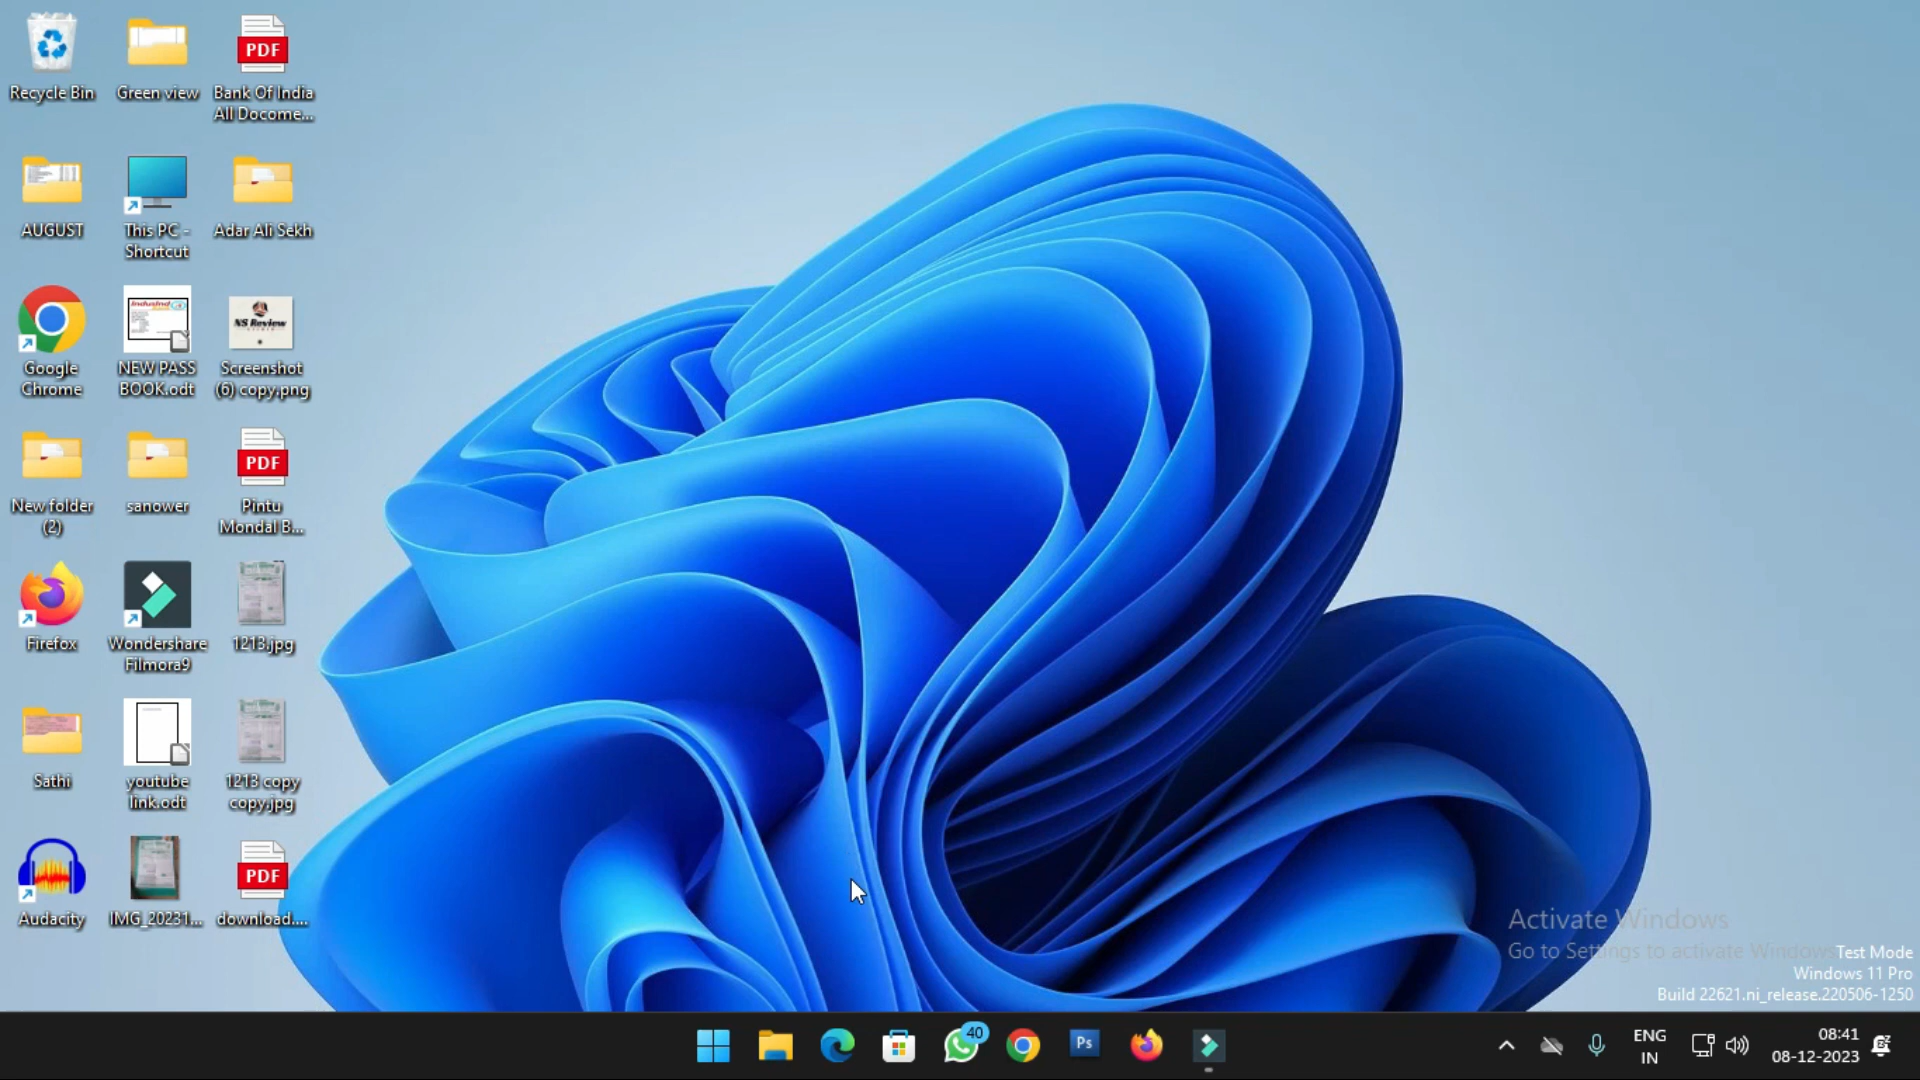 Recycle Bin
Green view
PDF
Bank Of India
All Docome...
AUGUST
This PC -
Shortcut
Adar Ali Sekh
Google
Chrome
IndusInd
NEW PASS
BOOK.odt
NS Review
Screenshot
(6) copy.png
New folder
(2)
sanower
PDF
Pintu
Mondal B...
Firefox
Wondershare
Filmora9
1213.jpg
Sathi
youtube
link.odt
1213 copy
copy.jpg
Audacity
IMG_20231...
PDF
download....
Activate Windows
Go to Settings to activate Windows
Test Mode
Windows 11 Pro
Build 22621.ni_release.220506-1250
40
Ps
ENG
IN
08:41
08-12-2023